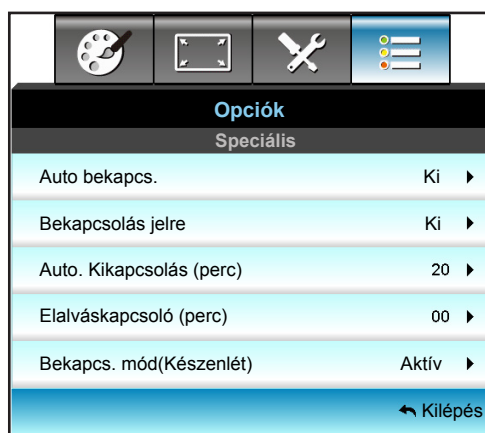 Opciók
Speciális
Auto bekapcs. Ki
Bekapcsolás jelre Ki
Auto. Kikapcsolás (perc) 20
Elalváskapcsoló (perc) 00
Bekapcs. mód(Készenlét) Aktív
Kilépés